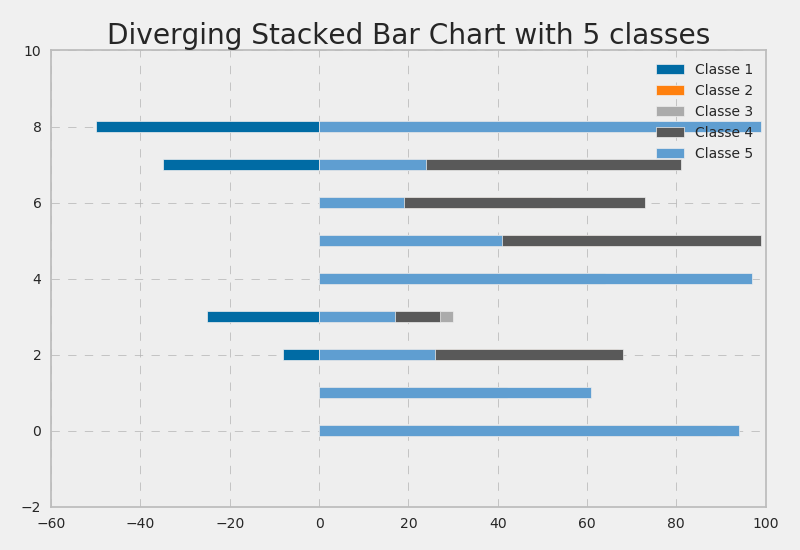 Diverging Stacked Bar Chart with 5 classes
10
8
6
4
2
0
−2
Classe 1
Classe 2
Classe 3
Classe 4
Classe 5
−60 −40 −20 0 20 40 60 80 100